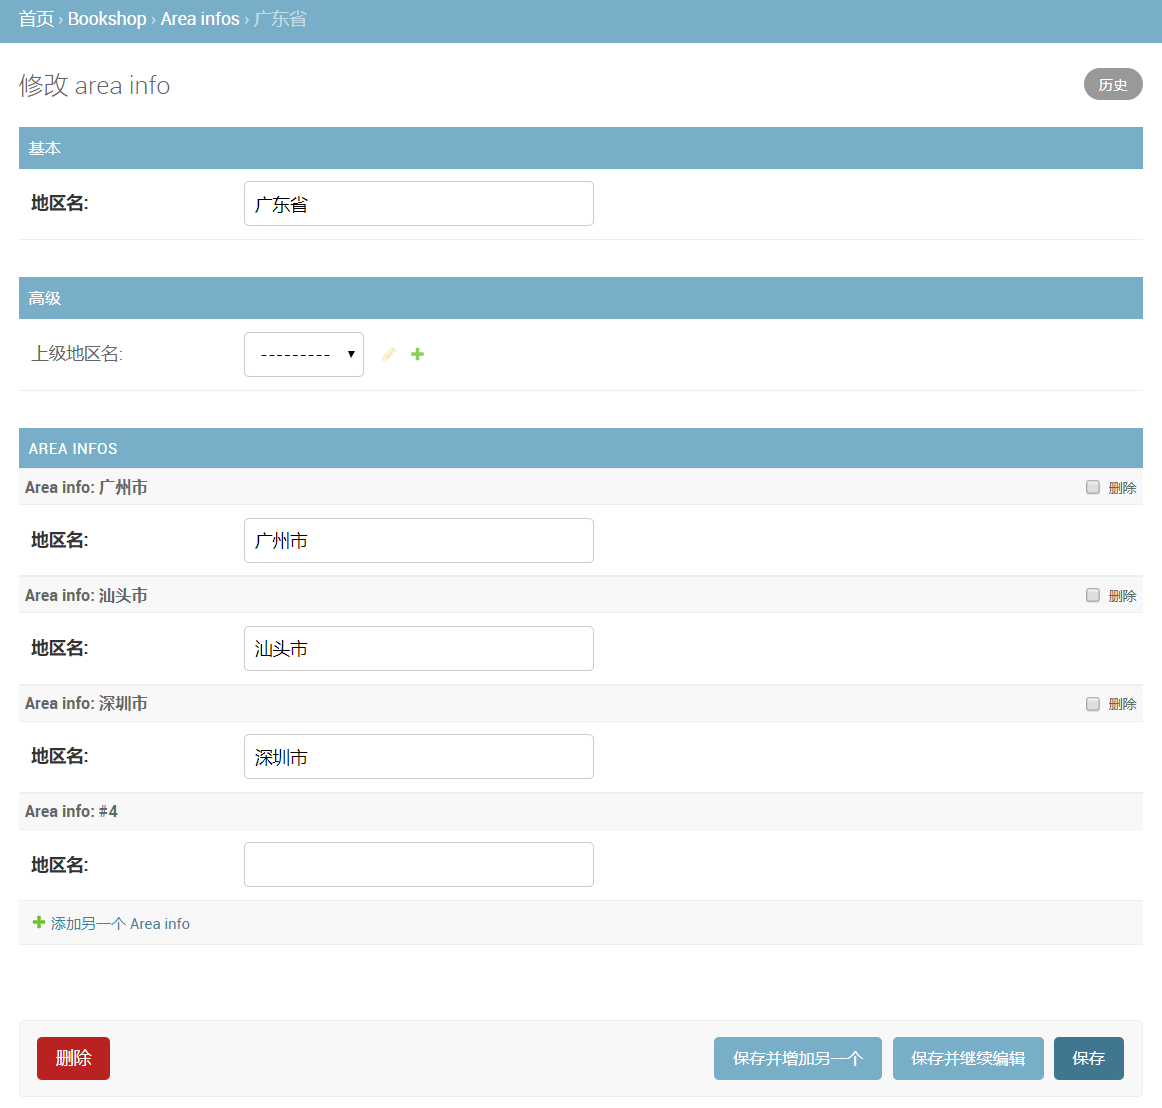 首页 › Bookshop › Area infos › 广东省
修改 area info
历史
基本
地区名:
广东省
高级
上级地区名:
---------
AREA INFOS
Area info: 广州市
删除
地区名:
广州市
Area info: 汕头市
删除
地区名:
汕头市
Area info: 深圳市
删除
地区名:
深圳市
Area info: #4
地区名:
添加另一个 Area info
删除
保存并增加另一个
保存并继续编辑
保存